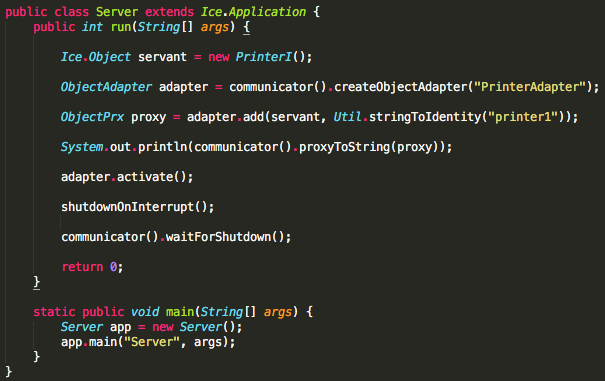 public class Server extends Ice.Application {
public int run(String[] args) {
Ice.Object servant = new PrinterI();
ObjectAdapter adapter = communicator().createObjectAdapter("PrinterAdapter");
ObjectPrx proxy = adapter.add(servant, Util.stringToIdentity("printer1"));
System.out.println(communicator().proxyToString(proxy));
adapter.activate();
shutdownOnInterrupt();
communicator().waitForShutdown();
return 0;
}
static public void main(String[] args) {
Server app = new Server();
app.main("Server", args);
}
}